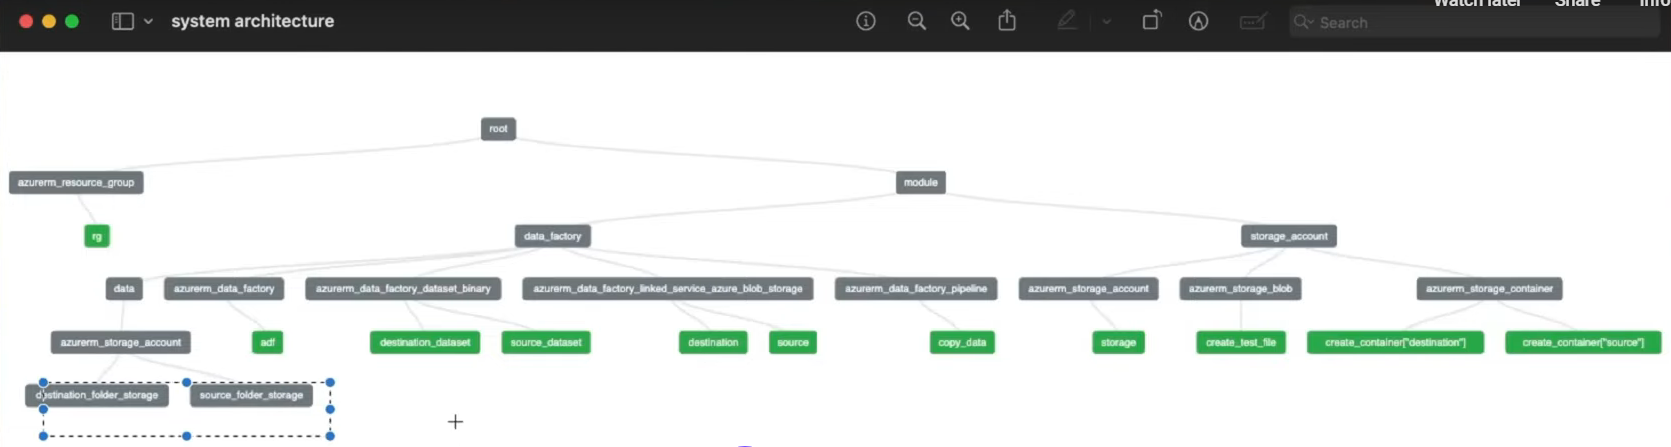 Watch later Share Info
system architecture
Search
root
azurerm_resource_group
module
rg
data_factory
storage_account
data
azurerm_data_factory
azurerm_data_factory_dataset_binary
azurerm_data_factory_linked_service_azure_blob_storage
azurerm_data_factory_pipeline
azurerm_storage_account
azurerm_storage_blob
azurerm_storage_container
azurerm_storage_account
adf
destination_dataset
source_dataset
destination
source
copy_data
storage
create_test_file
create_container["destination"]
create_container["source"]
destination_folder_storage
source_folder_storage